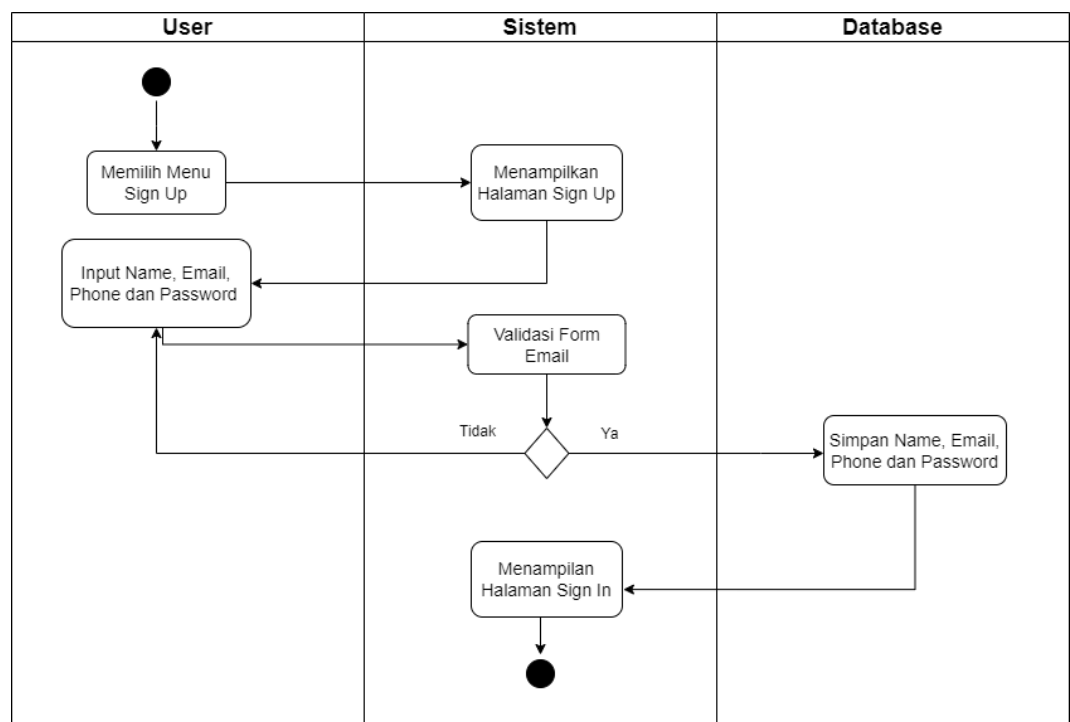 User
Sistem
Database
Memilih Menu
Sign Up
Menampilkan
Halaman Sign Up
Input Name, Email,
Phone dan Password
Validasi Form
Email
Tidak
Ya
Simpan Name, Email,
Phone dan Password
Menampilan
Halaman Sign In